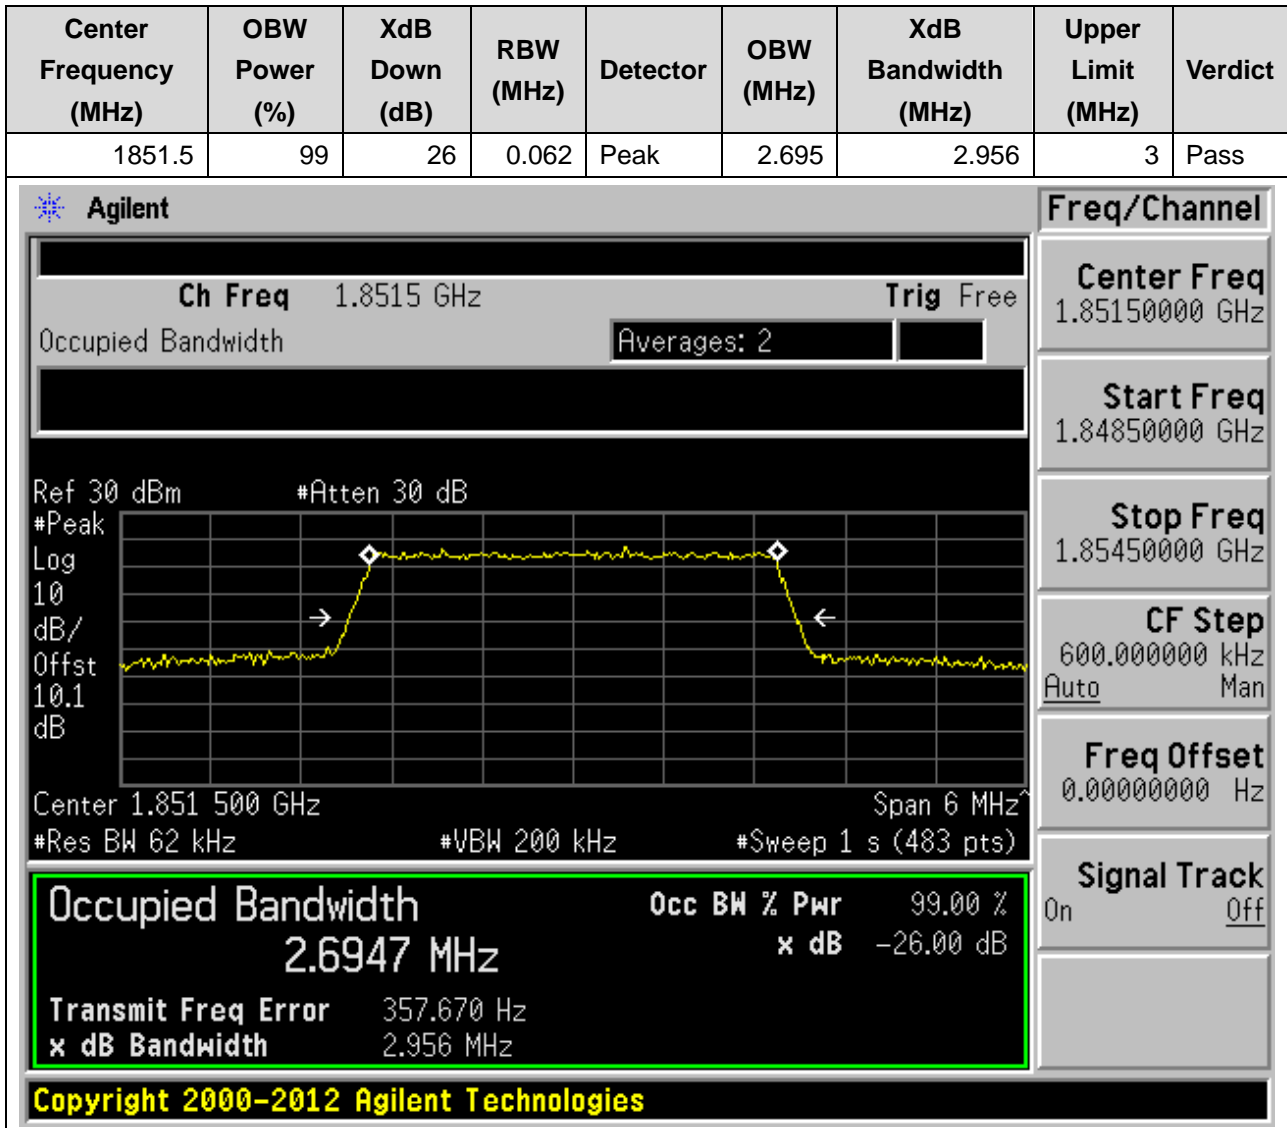 Center Frequency (MHz) OBW Power (%) XdB Down (dB) RBW (MHz) Detector OBW (MHz) XdB Bandwidth (MHz) Upper Limit (MHz) Verdict
1851.5 99 26 0.062 Peak 2.695 2.956 3 Pass
Agilent
Freq/Channel
Ch Freq 1.8515 GHz Trig Free
Occupied Bandwidth Averages: 2
Center Freq
1.85150000 GHz
Start Freq
1.84850000 GHz
Stop Freq
1.85450000 GHz
CF Step
600.000000 kHz
Auto Man
Freq Offset
0.00000000 Hz
Signal Track
On Off
Ref 30 dBm #Atten 30 dB
#Peak
Log
10
dB/
Offst
10.1
dB
Center 1.851 500 GHz Span 6 MHz^
#Res BW 62 kHz #VBW 200 kHz #Sweep 1 s (483 pts)
Occupied Bandwidth Occ BW % Pwr 99.00 %
2.6947 MHz x dB -26.00 dB
Transmit Freq Error 357.670 Hz
x dB Bandwidth 2.956 MHz
Copyright 2000-2012 Agilent Technologies